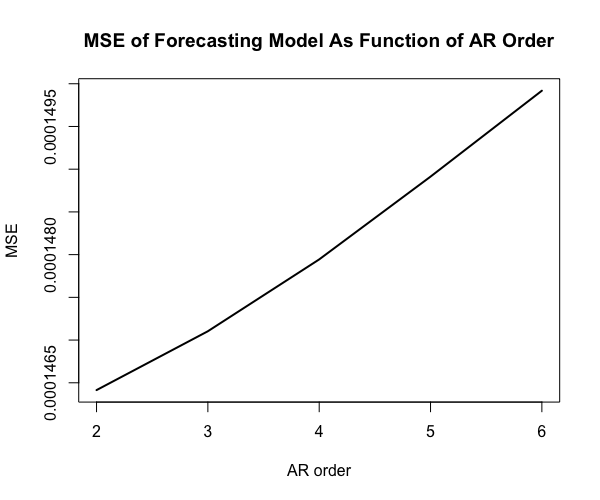 MSE of Forecasting Model As Function of AR Order
MSE
0.0001495
0.0001480
0.0001465
2 3 4 5 6
AR order